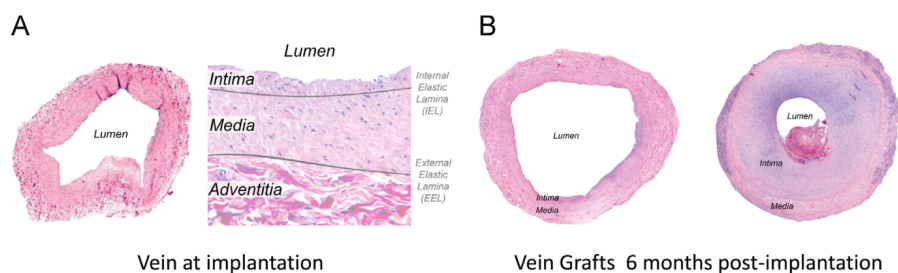 A
Lumen
Lumen
Intima
Media
Adventitia
Internal
Elastic
Lamina
(IEL)
External
Elastic
Lamina
(EEL)
Vein at implantation
B
Lumen
Intima
Media
Lumen
Intima
Media
Vein Grafts 6 months post-implantation